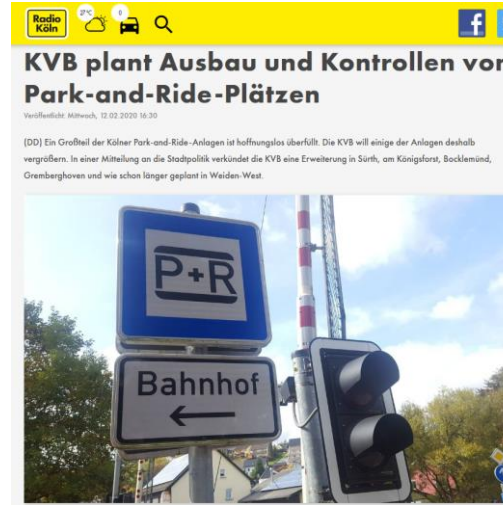 Radio
Köln
27°C
0
f
KVB plant Ausbau und Kontrollen von
Park-and-Ride-Plätzen
Veröffentlicht: Mittwoch, 12.02.2020 16:30
(DD) Ein Großteil der Kölner Park-and-Ride-Anlagen ist hoffnungslos überfüllt. Die KVB will einige der Anlagen deshalb
vergrößern. In einer Mitteilung an die Stadtpolitik verkündet die KVB eine Erweiterung in Sürth, am Königsforst, Bocklemünd,
Gremberghoven und wie schon länger geplant in Weiden-West.
P+R
Bahnhof